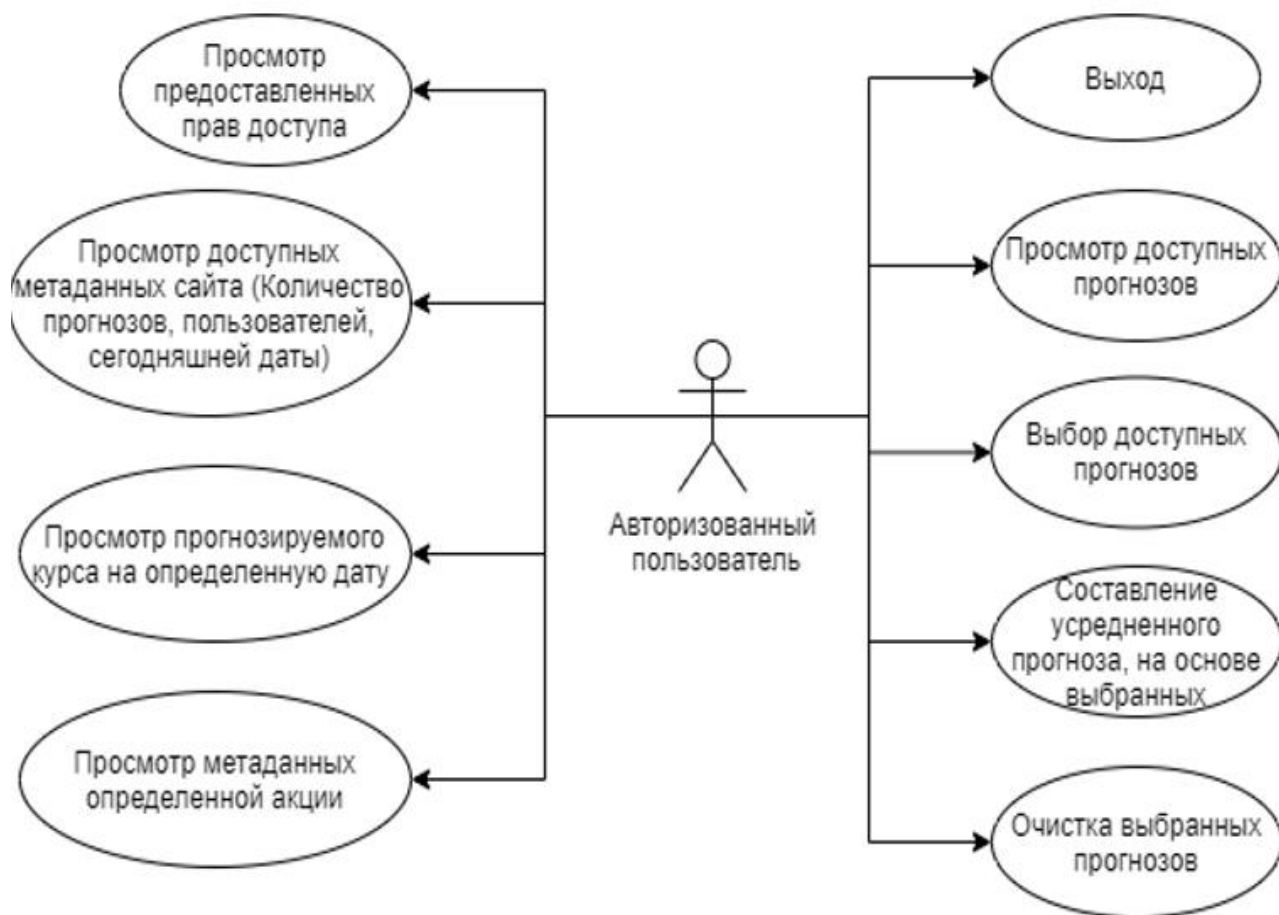 Просмотр
предоставленных
прав доступа
Просмотр доступных
метаданных сайта (Количество
прогнозов, пользователей,
сегодняшней даты)
Просмотр прогнозируемого
курса на определенную дату
Просмотр метаданных
определенной акции
Авторизованный
пользователь
Выход
Просмотр доступных
прогнозов
Выбор доступных
прогнозов
Составление
усредненного
прогноза, на основе
выбранных
Очистка выбранных
прогнозов